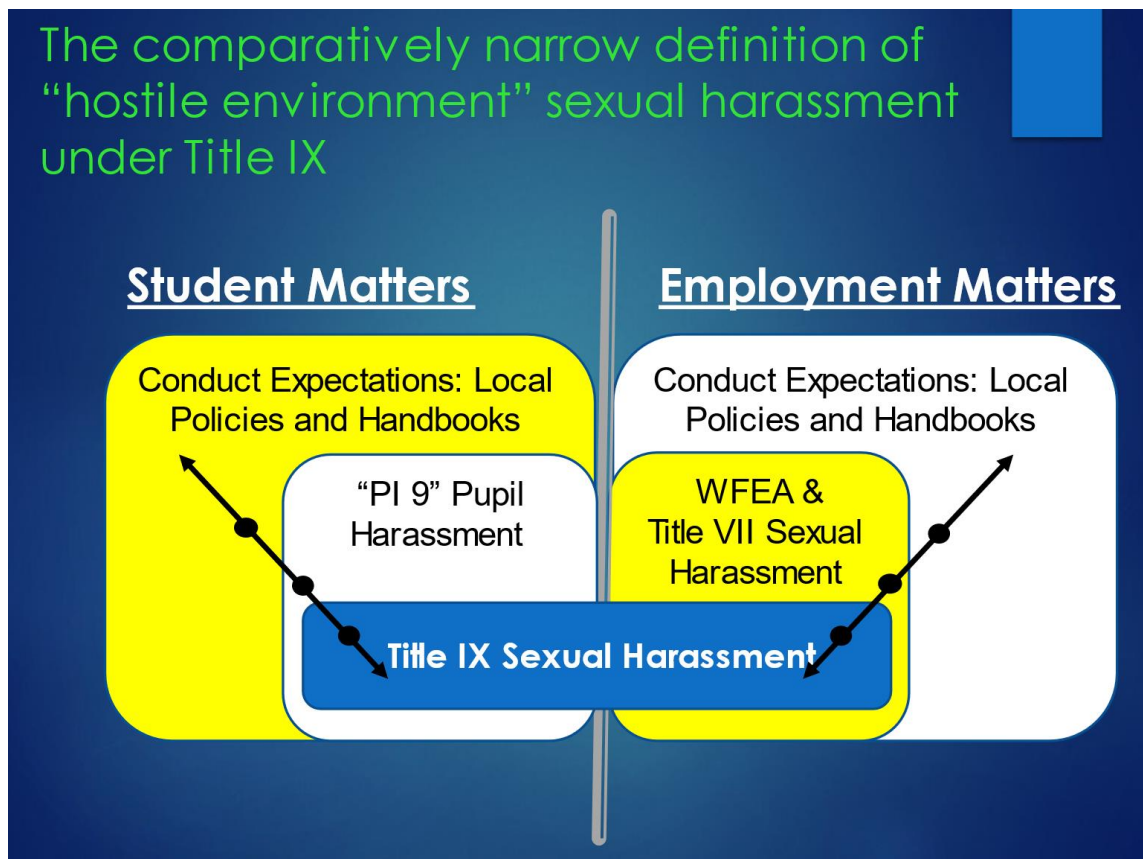 The comparatively narrow definition of
“hostile environment” sexual harassment
under Title IX
Student Matters
Employment Matters
Conduct Expectations: Local
Policies and Handbooks
Conduct Expectations: Local
Policies and Handbooks
“PI 9” Pupil
Harassment
WFEA &
Title VII Sexual
Harassment
Title IX Sexual Harassment